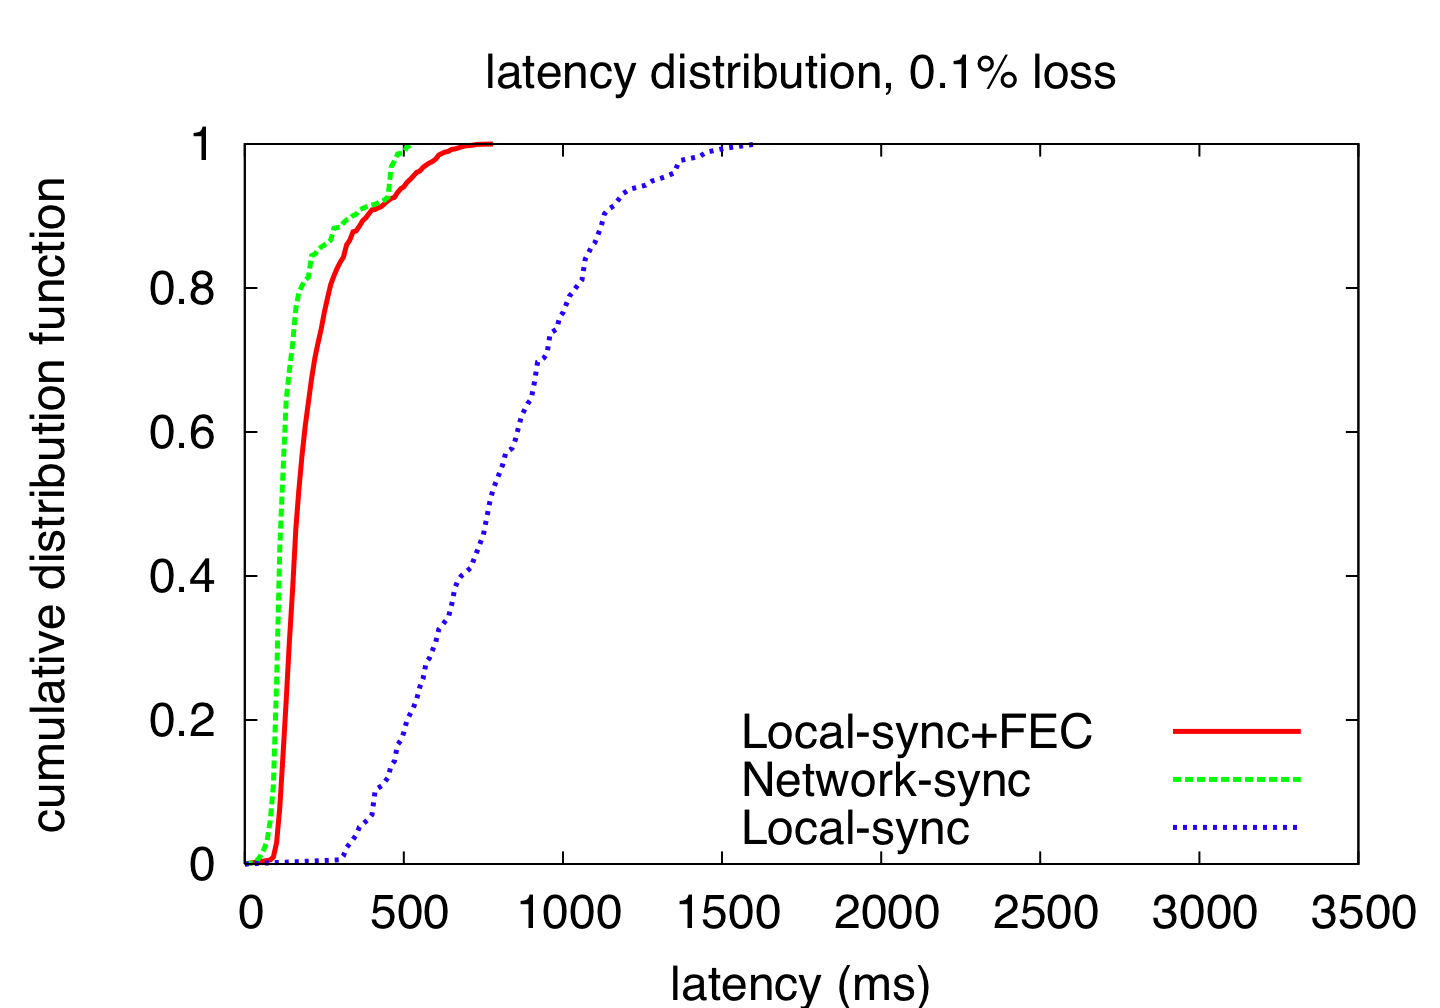 latency distribution, 0.1% loss
cumulative distribution function
1
0.8
0.6
0.4
0.2
0
Local-sync+FEC
Network-sync
Local-sync
0 500 1000 1500 2000 2500 3000 3500
latency (ms)